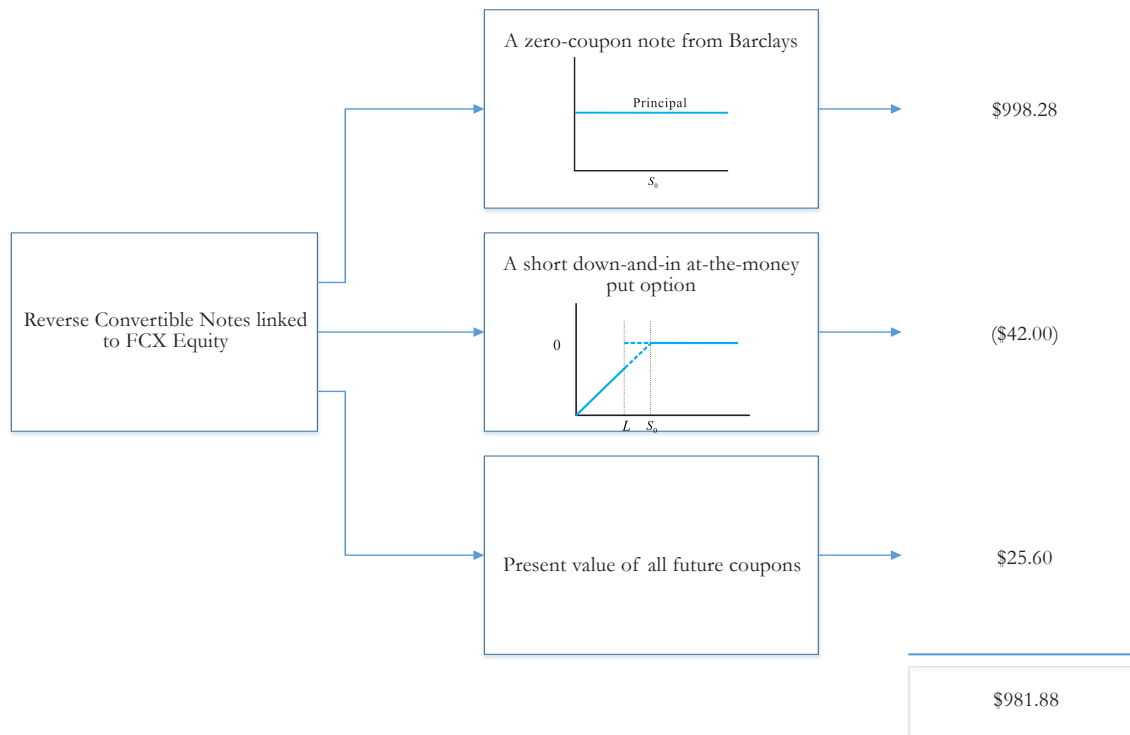 A zero-coupon note from Barclays
Principal
S₀
$998.28
Reverse Convertible Notes linked
to FCX Equity
A short down-and-in at-the-money
put option
0
L S₀
($42.00)
Present value of all future coupons
$25.60
$981.88